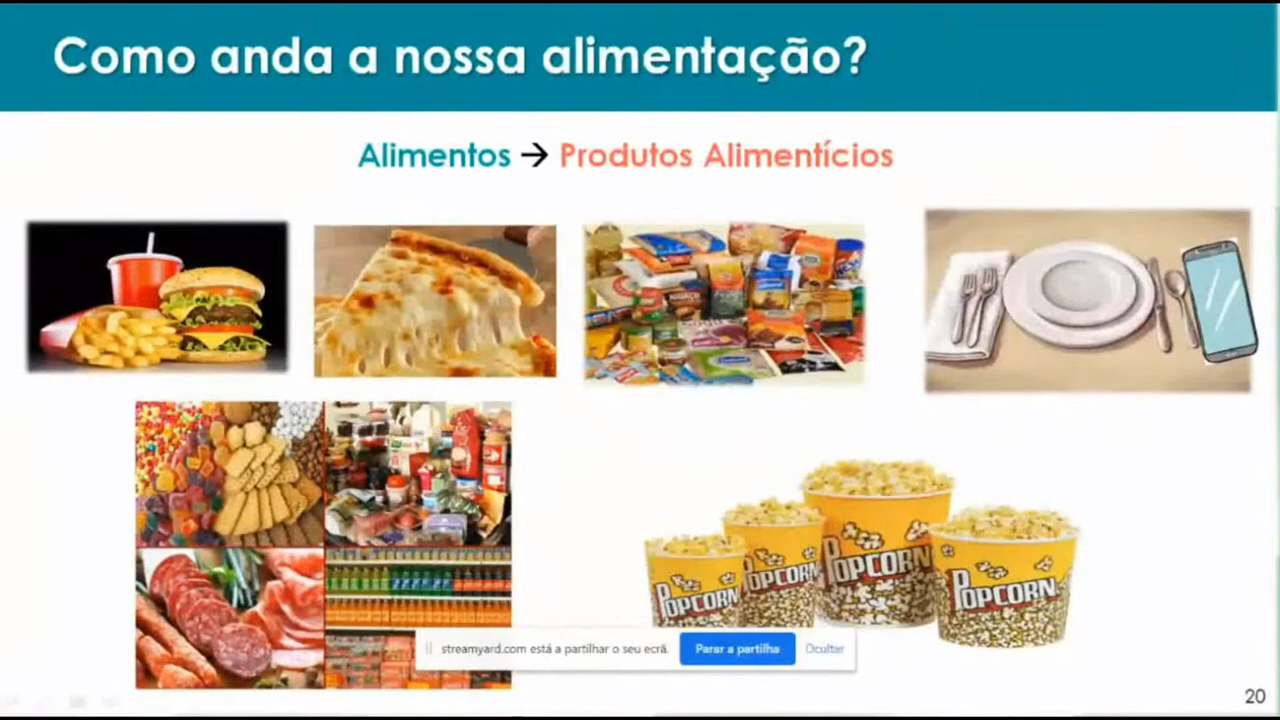 Como anda a nossa alimentação?
Alimentos → Produtos Alimentícios
POPCORN
POPCORN
POPCORN
POPCORN
streamyard.com está a partilhar o seu ecrã.
Parar a partilha
Ocultar
20